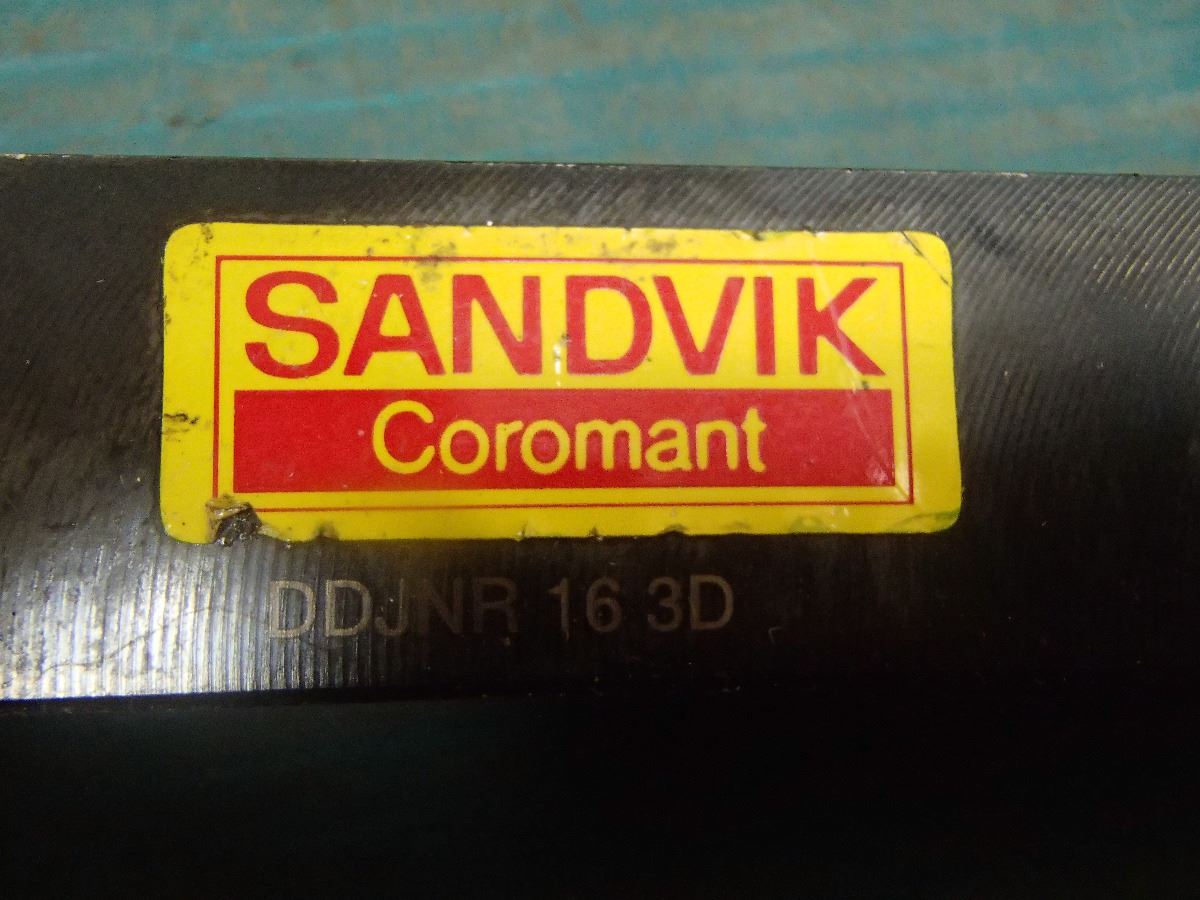 SANDVIK
Coromant
DDJNR 16 3D